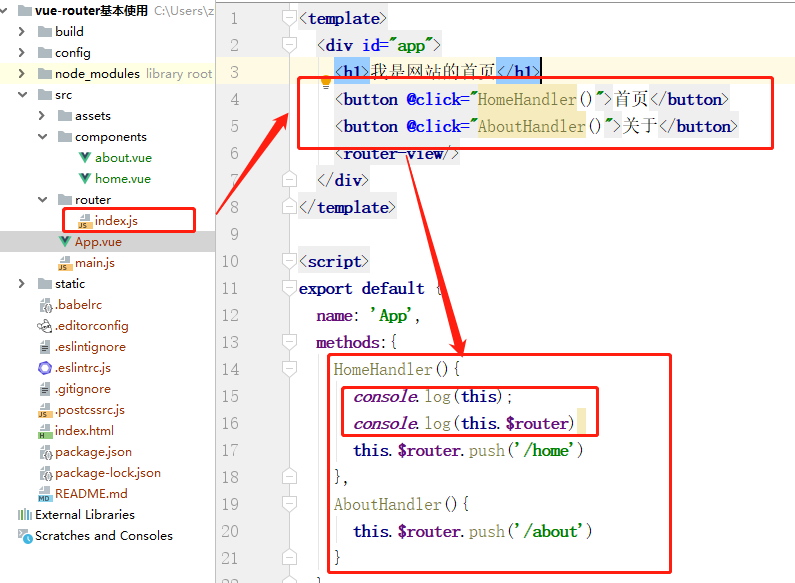 vue-router基本使用 C:\Users\z
build
config
node_modules library root
src
assets
components
about.vue
home.vue
router
index.js
App.vue
main.js
static
.babelrc
.editorconfig
.eslintignore
.eslintrc.js
.gitignore
.postcssrc.js
index.html
package.json
package-lock.json
README.md
External Libraries
Scratches and Consoles
1 <template>
2 <div id="app">
3 <h1>我是网站的首页</h1>
4 <button @click="HomeHandler()">首页</button>
5 <button @click="AboutHandler()">关于</button>
6 <router-view/>
7 </div>
8 </template>
9
10 <script>
11 export default {
12 name: 'App',
13 methods:{
14 HomeHandler(){
15 console.log(this);
16 console.log(this.$router)
17 this.$router.push('/home')
18 },
19 AboutHandler(){
20 this.$router.push('/about')
21 }